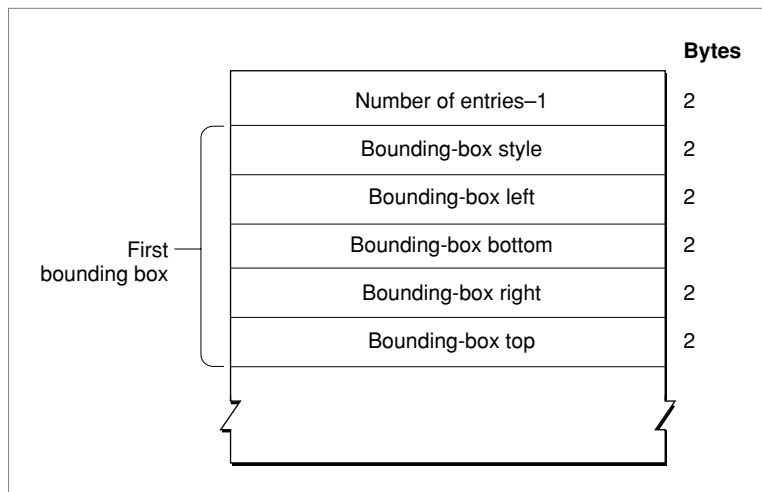 Bytes
Number of entries–1 2
Bounding-box style 2
Bounding-box left 2
First
bounding box
Bounding-box bottom 2
Bounding-box right 2
Bounding-box top 2